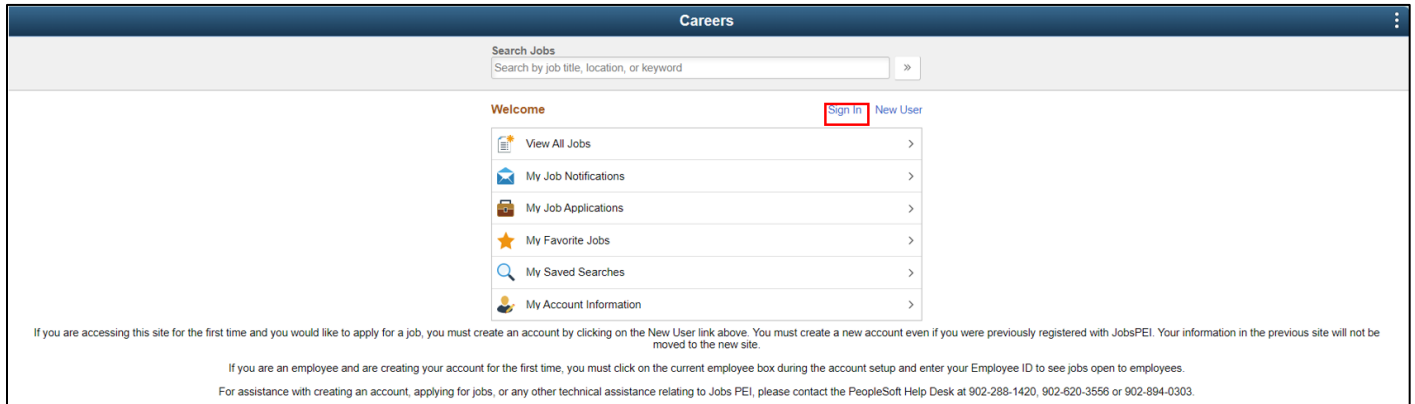 Careers
Search Jobs
Search by job title, location, or keyword
»
Welcome
Sign In
New User
View All Jobs
My Job Notifications
My Job Applications
My Favorite Jobs
My Saved Searches
My Account Information
If you are accessing this site for the first time and you would like to apply for a job, you must create an account by clicking on the New User link above. You must create a new account even if you were previously registered with JobsPEI. Your information in the previous site will not be
moved to the new site.
If you are an employee and are creating your account for the first time, you must click on the current employee box during the account setup and enter your Employee ID to see jobs open to employees.
For assistance with creating an account, applying for jobs, or any other technical assistance relating to Jobs PEI, please contact the PeopleSoft Help Desk at 902-288-1420, 902-620-3556 or 902-894-0303.